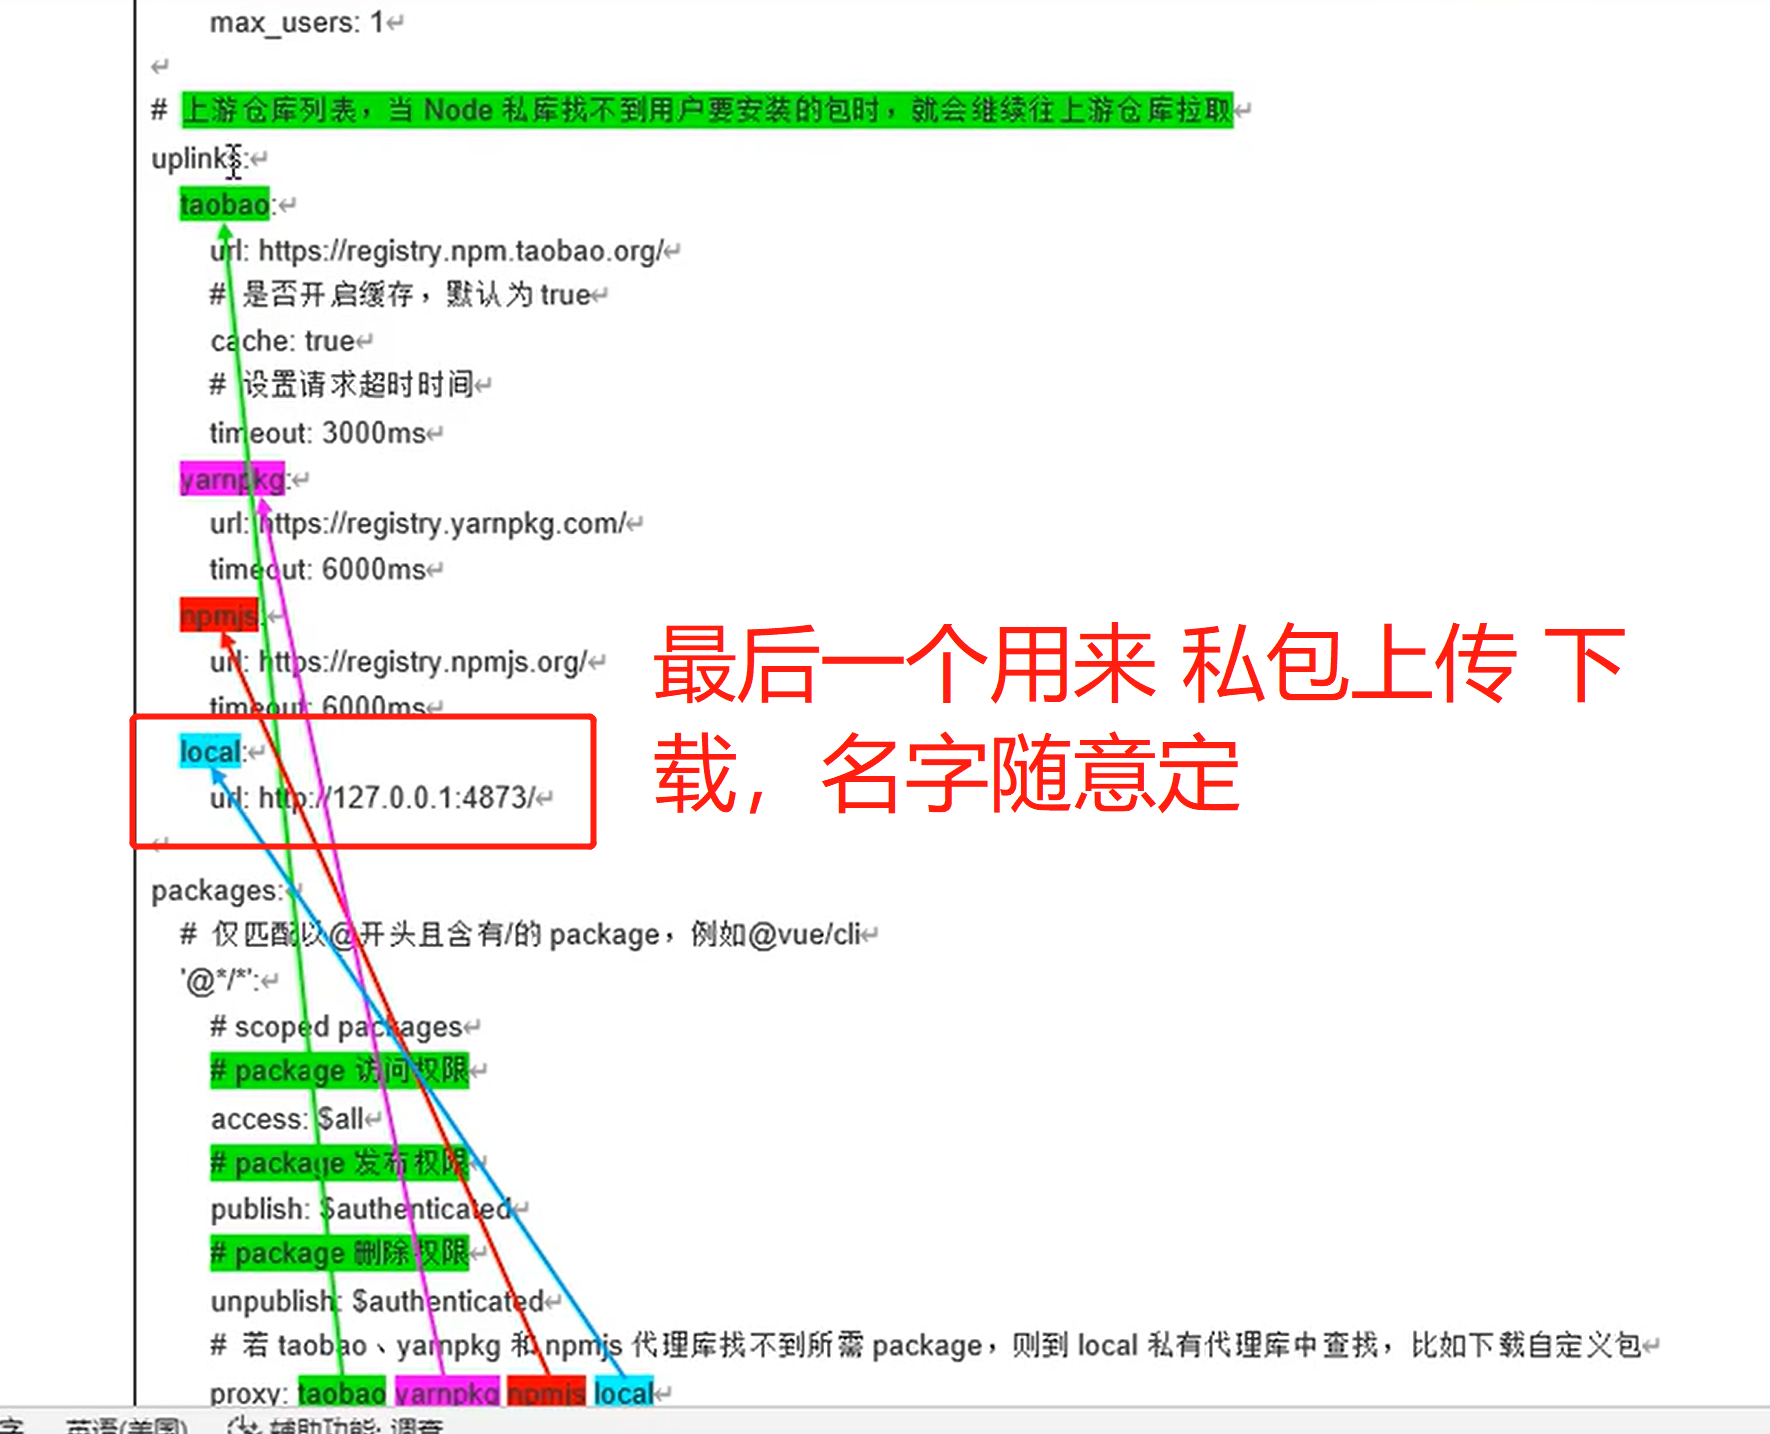 max_users: 1
# 上游仓库列表，当 Node 私库找不到用户要安装的包时，就会继续往上游仓库拉取
uplinks:
taobao:
url: https://registry.npm.taobao.org/
# 是否开启缓存，默认为 true
cache: true
# 设置请求超时时间
timeout: 3000ms
yarnpkg:
url: https://registry.yarnpkg.com/
timeout: 6000ms
npmjs:
url: https://registry.npmjs.org/
timeout: 6000ms
最后一个用来 私包上传 下
载，名字随意定
local:
url: http://127.0.0.1:4873/
packages:
# 仅匹配以@开头且含有/的 package，例如@vue/cli
'@*/*':
# scoped packages
# package 访问权限
access: $all
# package 发布权限
publish: $authenticated
# package 删除权限
unpublish: $authenticated
# 若 taobao、yarnpkg 和 npmjs 代理库找不到所需 package，则到 local 私有代理库中查找，比如下载自定义包
proxy: taobao yarnpkg npmjs local
字 英语(美国) 辅助功能: 调查